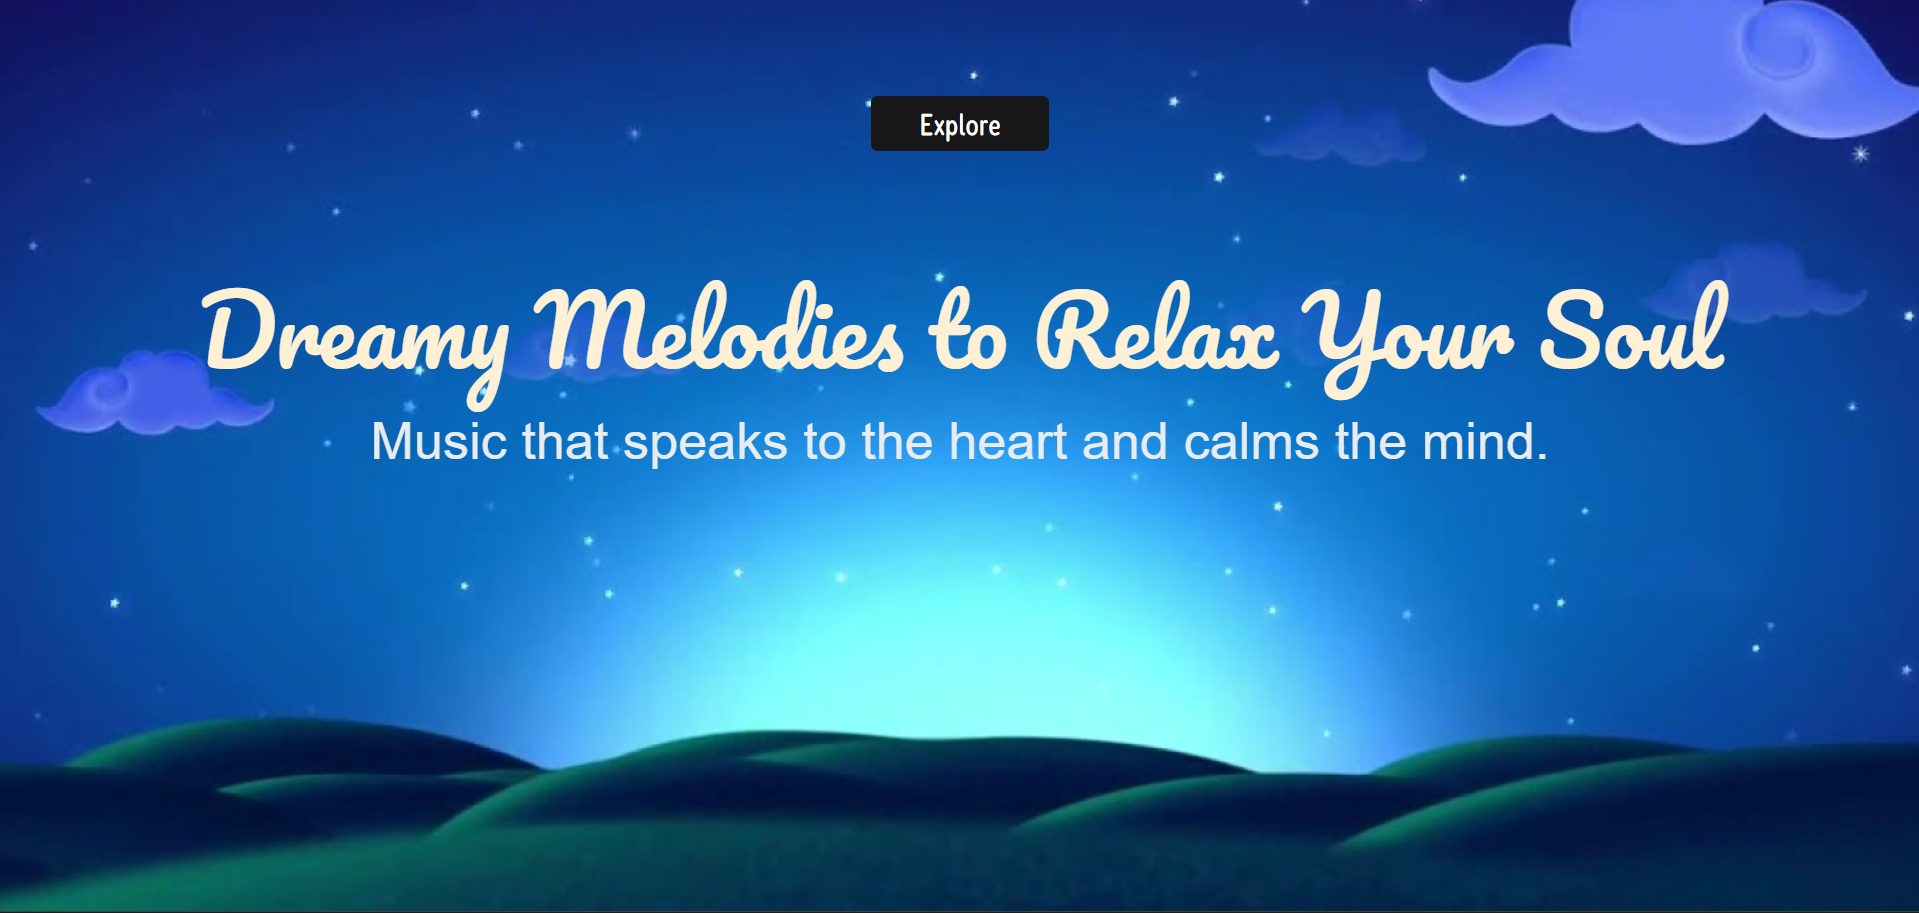 Explore
Dreamy Melodies to Relax Your Soul
Music that speaks to the heart and calms the mind.